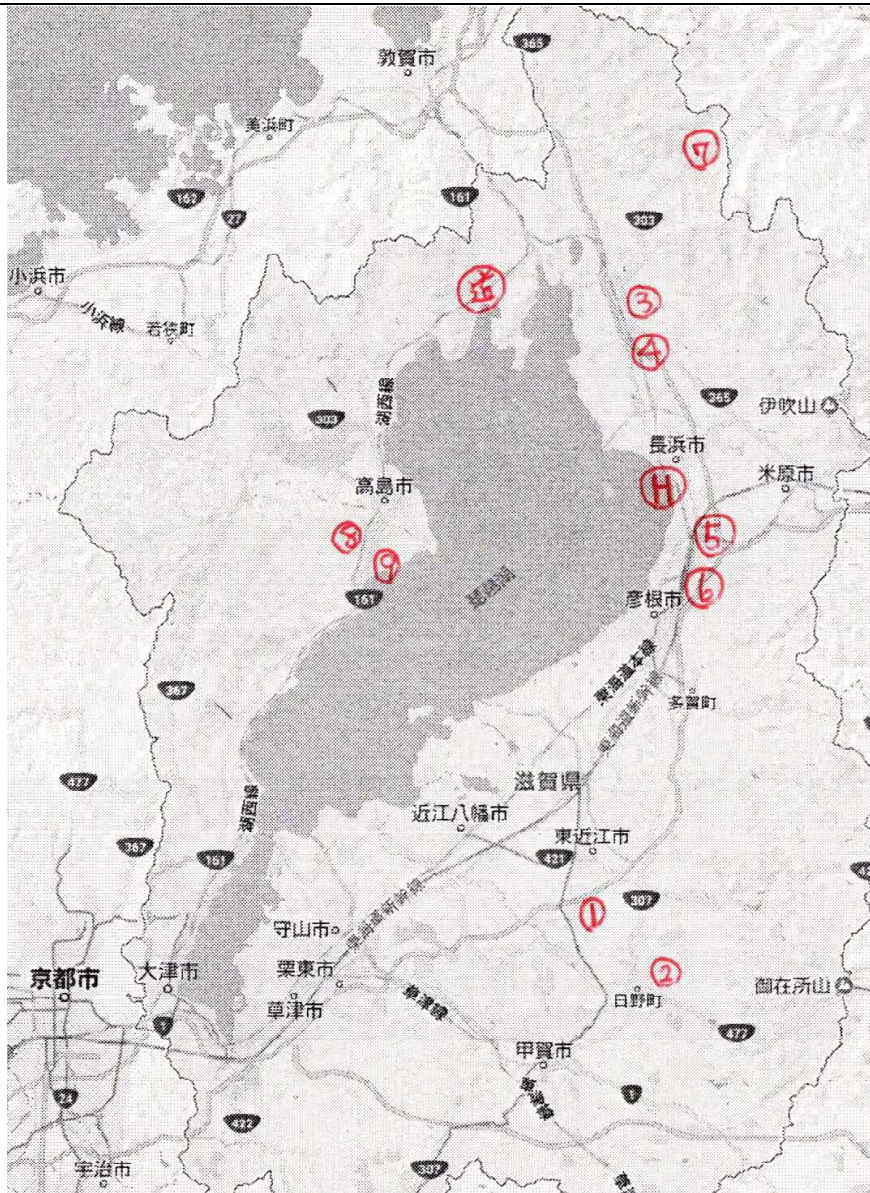 365
敦賀市
美浜町
⑦
162
161
303
27
小浜市
道
③
小浜線
若狭町
④
湖西線
365
伊吹山
303
長浜市
米原市
高島市
H
⑧
⑤
⑨
琵琶湖
⑥
161
彦根市
東海道本線
367
多賀町
東海道新幹線
477
滋賀県
湖西線
近江八幡市
367
161
東近江市
421
①
307
守山市
東海道新幹線
②
京都市
大津市
栗東市
御在所山
草津市
日野町
草津線
1
477
甲賀市
24
草津線
1
422
宇治市
307